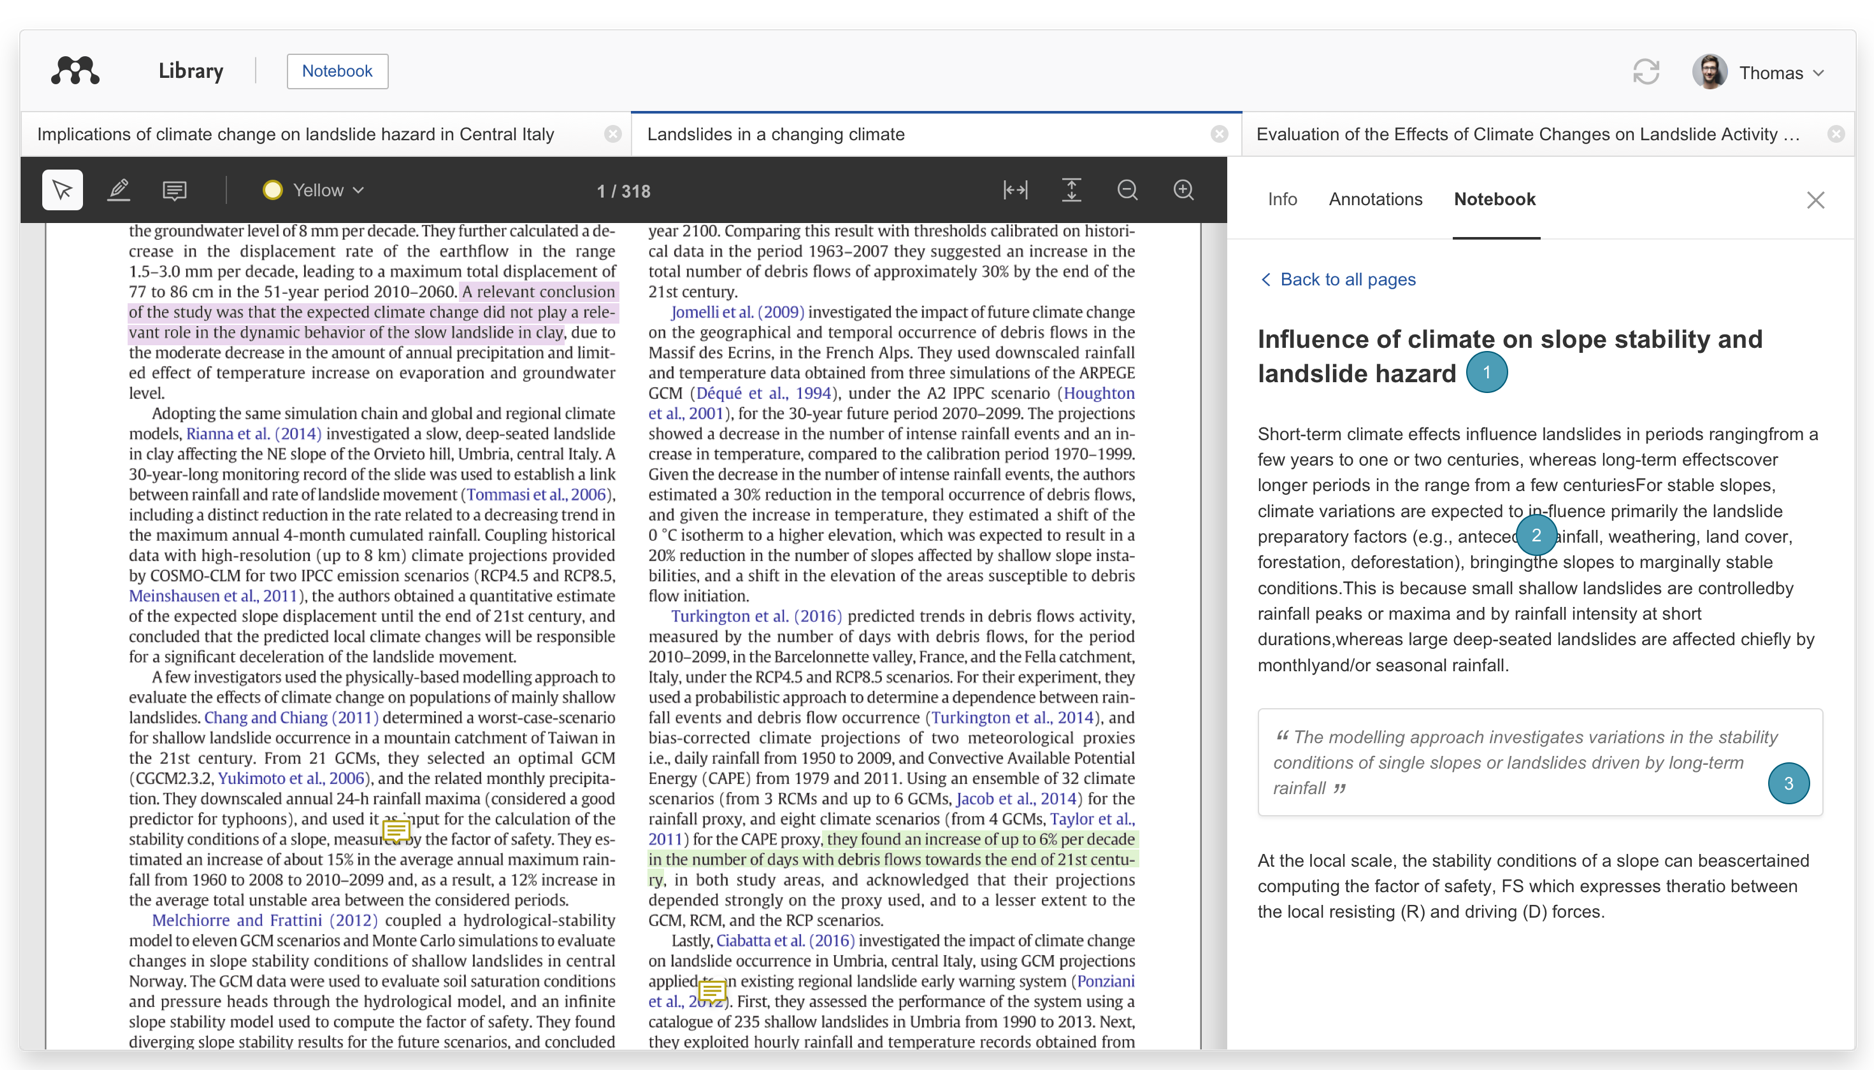 Library
Notebook
Thomas
Implications of climate change on landslide hazard in Central Italy
Landslides in a changing climate
Evaluation of the Effects of Climate Changes on Landslide Activity ...
Yellow
1 / 318
the groundwater level of 8 mm per decade. They further calculated a de-
crease in the displacement rate of the earthflow in the range
1.5–3.0 mm per decade, leading to a maximum total displacement of
77 to 86 cm in the 51-year period 2010–2060. A relevant conclusion
of the study was that the expected climate change did not play a rele-
vant role in the dynamic behavior of the slow landslide in clay, due to
the moderate decrease in the amount of annual precipitation and limit-
ed effect of temperature increase on evaporation and groundwater
level.
Adopting the same simulation chain and global and regional climate
models, Rianna et al. (2014) investigated a slow, deep-seated landslide
in clay affecting the NE slope of the Orvieto hill, Umbria, central Italy. A
30-year-long monitoring record of the slide was used to establish a link
between rainfall and rate of landslide movement (Tommasi et al., 2006),
including a distinct reduction in the rate related to a decreasing trend in
the maximum annual 4-month cumulated rainfall. Coupling historical
data with high-resolution (up to 8 km) climate projections provided
by COSMO-CLM for two IPCC emission scenarios (RCP4.5 and RCP8.5,
Meinshausen et al., 2011), the authors obtained a quantitative estimate
of the expected slope displacement until the end of 21st century, and
concluded that the predicted local climate changes will be responsible
for a significant deceleration of the landslide movement.
A few investigators used the physically-based modelling approach to
evaluate the effects of climate change on populations of mainly shallow
landslides. Chang and Chiang (2011) determined a worst-case-scenario
for shallow landslide occurrence in a mountain catchment of Taiwan in
the 21st century. From 21 GCMs, they selected an optimal GCM
(CGCM2.3.2, Yukimoto et al., 2006), and the related monthly precipita-
tion. They downscaled annual 24-h rainfall maxima (considered a good
predictor for typhoons), and used it as input for the calculation of the
stability conditions of a slope, measur by the factor of safety. They es-
timated an increase of about 15% in the average annual maximum rain-
fall from 1960 to 2008 to 2010–2099 and, as a result, a 12% increase in
the average total unstable area between the considered periods.
Melchiorre and Frattini (2012) coupled a hydrological-stability
model to eleven GCM scenarios and Monte Carlo simulations to evaluate
changes in slope stability conditions of shallow landslides in central
Norway. The GCM data were used to evaluate soil saturation conditions
and pressure heads through the hydrological model, and an infinite
slope stability model used to compute the factor of safety. They found
diverging slope stability results for the future scenarios, and concluded
year 2100. Comparing this result with thresholds calibrated on histori-
cal data in the period 1963–2007 they suggested an increase in the
total number of debris flows of approximately 30% by the end of the
21st century.
Jomelli et al. (2009) investigated the impact of future climate change
on the geographical and temporal occurrence of debris flows in the
Massif des Ecrins, in the French Alps. They used downscaled rainfall
and temperature data obtained from three simulations of the ARPEGE
GCM (Déqué et al., 1994), under the A2 IPPC scenario (Houghton
et al., 2001), for the 30-year future period 2070–2099. The projections
showed a decrease in the number of intense rainfall events and an in-
crease in temperature, compared to the calibration period 1970–1999.
Given the decrease in the number of intense rainfall events, the authors
estimated a 30% reduction in the temporal occurrence of debris flows,
and given the increase in temperature, they estimated a shift of the
0 °C isotherm to a higher elevation, which was expected to result in a
20% reduction in the number of slopes affected by shallow slope insta-
bilities, and a shift in the elevation of the areas susceptible to debris
flow initiation.
Turkington et al. (2016) predicted trends in debris flows activity,
measured by the number of days with debris flows, for the period
2010–2099, in the Barcelonnette valley, France, and the Fella catchment,
Italy, under the RCP4.5 and RCP8.5 scenarios. For their experiment, they
used a probabilistic approach to determine a dependence between rain-
fall events and debris flow occurrence (Turkington et al., 2014), and
bias-corrected climate projections of two meteorological proxies
i.e., daily rainfall from 1950 to 2009, and Convective Available Potential
Energy (CAPE) from 1979 and 2011. Using an ensemble of 32 climate
scenarios (from 3 RCMs and up to 6 GCMs, Jacob et al., 2014) for the
rainfall proxy, and eight climate scenarios (from 4 GCMs, Taylor et al.,
2011) for the CAPE proxy, they found an increase of up to 6% per decade
in the number of days with debris flows towards the end of 21st centu-
ry, in both study areas, and acknowledged that their projections
depended strongly on the proxy used, and to a lesser extent to the
GCM, RCM, and the RCP scenarios.
Lastly, Ciabatta et al. (2016) investigated the impact of climate change
on landslide occurrence in Umbria, central Italy, using GCM projections
applied n existing regional landslide early warning system (Ponziani
et al., 2012). First, they assessed the performance of the system using a
catalogue of 235 shallow landslides in Umbria from 1990 to 2013. Next,
they exploited hourly rainfall and temperature records obtained from
Info
Annotations
Notebook
Back to all pages
Influence of climate on slope stability and
landslide hazard 1
Short-term climate effects influence landslides in periods rangingfrom a
few years to one or two centuries, whereas long-term effectscover
longer periods in the range from a few centuriesFor stable slopes,
climate variations are expected to in-fluence primarily the landslide
preparatory factors (e.g., anteced 2 ainfall, weathering, land cover,
forestation, deforestation), bringingthe slopes to marginally stable
conditions.This is because small shallow landslides are controlledby
rainfall peaks or maxima and by rainfall intensity at short
durations,whereas large deep-seated landslides are affected chiefly by
monthlyand/or seasonal rainfall.
“ The modelling approach investigates variations in the stability
conditions of single slopes or landslides driven by long-term
rainfall ”
3
At the local scale, the stability conditions of a slope can beascertained
computing the factor of safety, FS which expresses theratio between
the local resisting (R) and driving (D) forces.